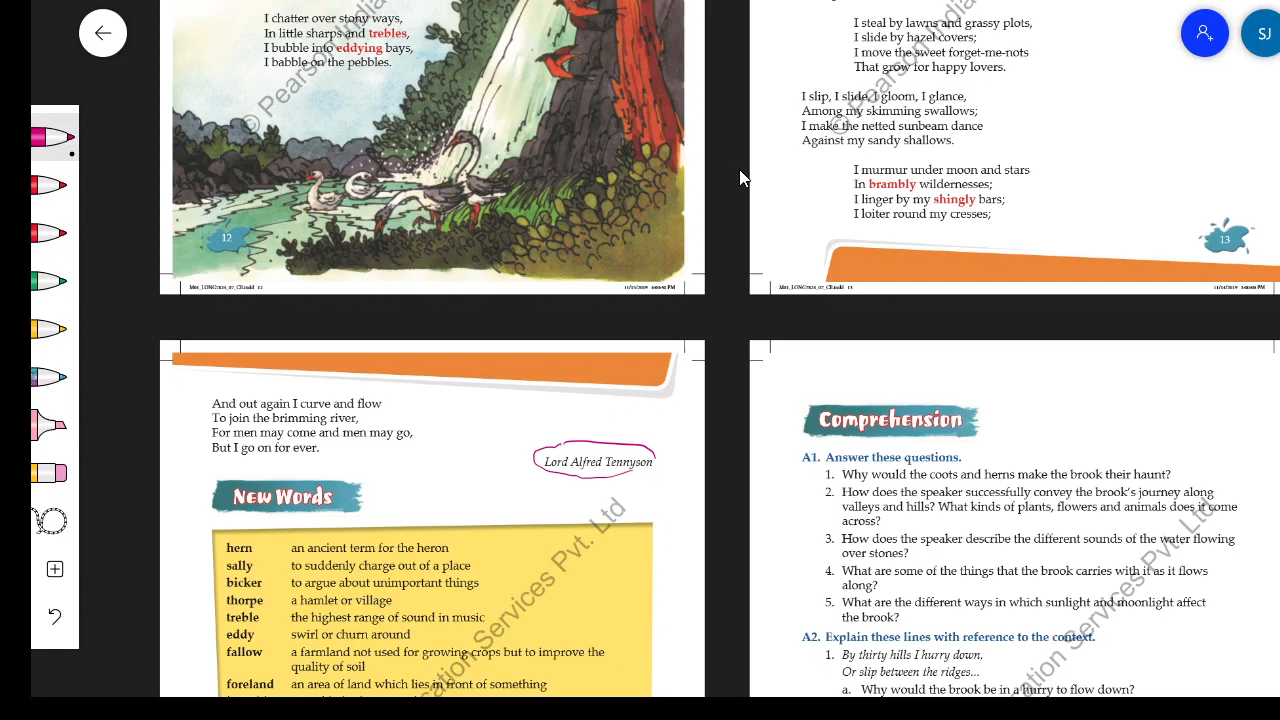 I chatter over stony ways,
In little sharps and trebles,
I bubble into eddying bays,
I babble on the pebbles.
12
© Pearson India
I steal by lawns and grassy plots,
I slide by hazel covers;
I move the sweet forget-me-nots
That grow for happy lovers.
I slip, I slide, I gloom, I glance,
Among my skimming swallows;
I make the netted sunbeam dance
Against my sandy shallows.
I murmur under moon and stars
In brambly wildernesses;
I linger by my shingly bars;
I loiter round my cresses;
13
© Pearson India
SJ
And out again I curve and flow
To join the brimming river,
For men may come and men may go,
But I go on for ever.
Lord Alfred Tennyson
New Words
hern an ancient term for the heron
sally to suddenly charge out of a place
bicker to argue about unimportant things
thorpe a hamlet or village
treble the highest range of sound in music
eddy swirl or churn around
fallow a farmland not used for growing crops but to improve the
quality of soil
foreland an area of land which lies in front of something
cation Services Pvt. Ltd
Comprehension
A1. Answer these questions.
1. Why would the coots and herns make the brook their haunt?
2. How does the speaker successfully convey the brook's journey along
valleys and hills? What kinds of plants, flowers and animals does it come
across?
3. How does the speaker describe the different sounds of the water flowing
over stones?
4. What are some of the things that the brook carries with it as it flows
along?
5. What are the different ways in which sunlight and moonlight affect
the brook?
A2. Explain these lines with reference to the context.
1. By thirty hills I hurry down,
Or slip between the ridges...
a. Why would the brook be in a hurry to flow down?
cation Services Pvt. Ltd